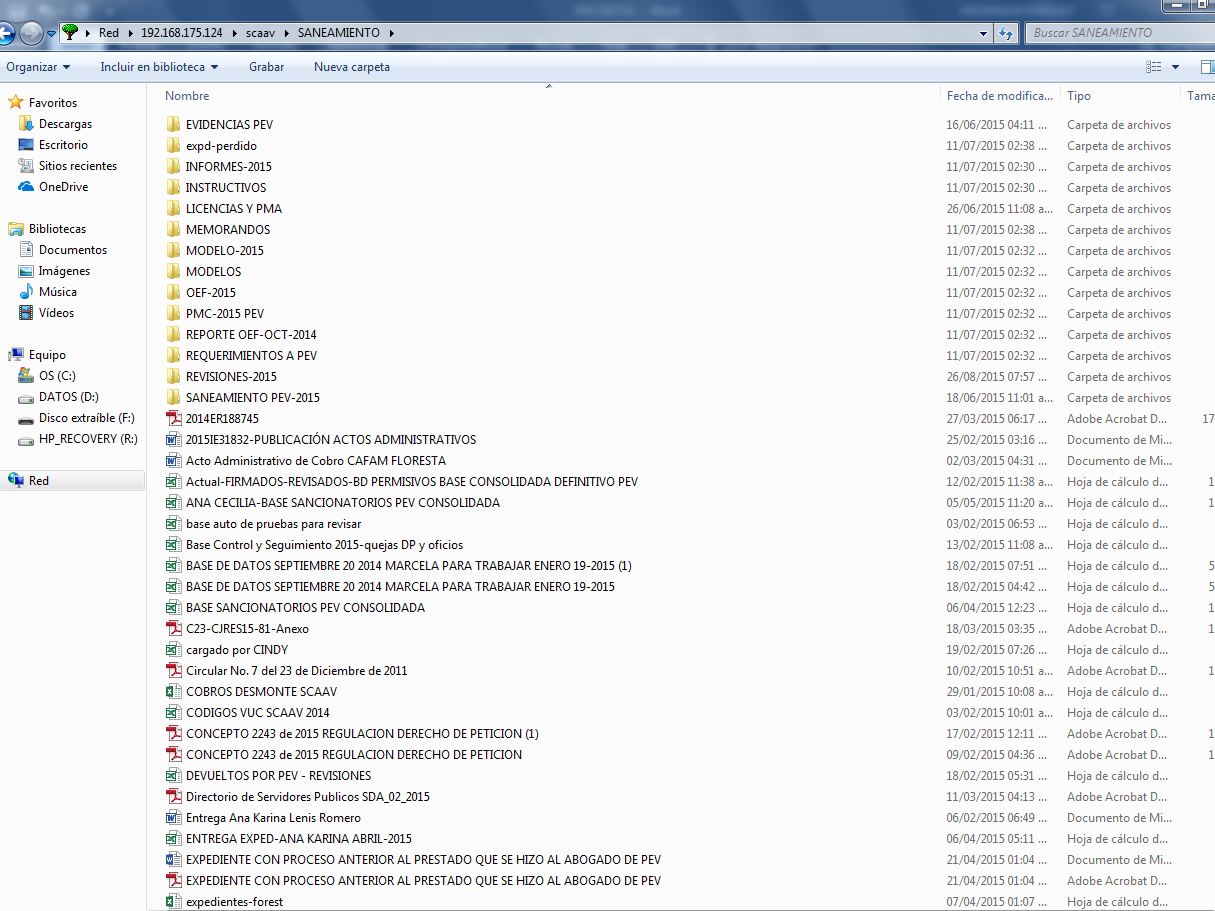 Red ▸ 192.168.175.124 ▸ scaav ▸ SANEAMIENTO ▸ Buscar SANEAMIENTO
Organizar Incluir en biblioteca Grabar Nueva carpeta
Favoritos
Descargas
Escritorio
Sitios recientes
OneDrive
Bibliotecas
Documentos
Imágenes
Música
Vídeos
Equipo
OS (C:)
DATOS (D:)
Disco extraíble (F:)
HP_RECOVERY (R:)
Red
Nombre Fecha de modifica... Tipo Tama
EVIDENCIAS PEV 16/06/2015 04:11 ... Carpeta de archivos
expd-perdido 11/07/2015 02:38 ... Carpeta de archivos
INFORMES-2015 11/07/2015 02:30 ... Carpeta de archivos
INSTRUCTIVOS 11/07/2015 02:30 ... Carpeta de archivos
LICENCIAS Y PMA 26/06/2015 11:08 a... Carpeta de archivos
MEMORANDOS 11/07/2015 02:38 ... Carpeta de archivos
MODELO-2015 11/07/2015 02:32 ... Carpeta de archivos
MODELOS 11/07/2015 02:32 ... Carpeta de archivos
OEF-2015 11/07/2015 02:32 ... Carpeta de archivos
PMC-2015 PEV 11/07/2015 02:32 ... Carpeta de archivos
REPORTE OEF-OCT-2014 11/07/2015 02:32 ... Carpeta de archivos
REQUERIMIENTOS A PEV 11/07/2015 02:32 ... Carpeta de archivos
REVISIONES-2015 26/08/2015 07:57 ... Carpeta de archivos
SANEAMIENTO PEV-2015 18/06/2015 11:01 a... Carpeta de archivos
2014ER188745 27/03/2015 06:17 ... Adobe Acrobat D... 17
2015IE31832-PUBLICACIÓN ACTOS ADMINISTRATIVOS 25/02/2015 03:16 ... Documento de Mi...
Acto Administrativo de Cobro CAFAM FLORESTA 02/03/2015 04:31 ... Documento de Mi...
Actual-FIRMADOS-REVISADOS-BD PERMISIVOS BASE CONSOLIDADA DEFINITIVO PEV 12/02/2015 11:38 a... Hoja de cálculo d... 1
ANA CECILIA-BASE SANCIONATORIOS PEV CONSOLIDADA 05/05/2015 11:20 a... Hoja de cálculo d... 1
base auto de pruebas para revisar 03/02/2015 06:53 ... Hoja de cálculo d...
Base Control y Seguimiento 2015-quejas DP y oficios 13/02/2015 11:08 a... Hoja de cálculo d...
BASE DE DATOS SEPTIEMBRE 20 2014 MARCELA PARA TRABAJAR ENERO 19-2015 (1) 18/02/2015 07:51 ... Hoja de cálculo d... 5
BASE DE DATOS SEPTIEMBRE 20 2014 MARCELA PARA TRABAJAR ENERO 19-2015 18/02/2015 04:42 ... Hoja de cálculo d... 5
BASE SANCIONATORIOS PEV CONSOLIDADA 06/04/2015 12:23 ... Hoja de cálculo d... 1
C23-CJRES15-81-Anexo 18/03/2015 03:35 ... Adobe Acrobat D... 1
cargado por CINDY 19/02/2015 07:26 ... Hoja de cálculo d...
Circular No. 7 del 23 de Diciembre de 2011 10/02/2015 10:51 a... Adobe Acrobat D... 1
COBROS DESMONTE SCAAV 29/01/2015 10:08 a... Hoja de cálculo d...
CODIGOS VUC SCAAV 2014 03/02/2015 10:01 a... Hoja de cálculo d...
CONCEPTO 2243 de 2015 REGULACION DERECHO DE PETICION (1) 17/02/2015 12:11 ... Adobe Acrobat D... 1
CONCEPTO 2243 de 2015 REGULACION DERECHO DE PETICION 09/02/2015 04:36 ... Adobe Acrobat D... 1
DEVUELTOS POR PEV - REVISIONES 18/02/2015 05:31 ... Hoja de cálculo d...
Directorio de Servidores Publicos SDA_02_2015 11/03/2015 04:13 ... Adobe Acrobat D...
Entrega Ana Karina Lenis Romero 06/02/2015 06:49 ... Documento de Mi...
ENTREGA EXPED-ANA KARINA ABRIL-2015 06/04/2015 05:11 ... Hoja de cálculo d...
EXPEDIENTE CON PROCESO ANTERIOR AL PRESTADO QUE SE HIZO AL ABOGADO DE PEV 21/04/2015 01:04 ... Documento de Mi...
EXPEDIENTE CON PROCESO ANTERIOR AL PRESTADO QUE SE HIZO AL ABOGADO DE PEV 21/04/2015 01:04 ... Adobe Acrobat D...
expedientes-forest 07/04/2015 01:07 ... Hoja de cálculo d...